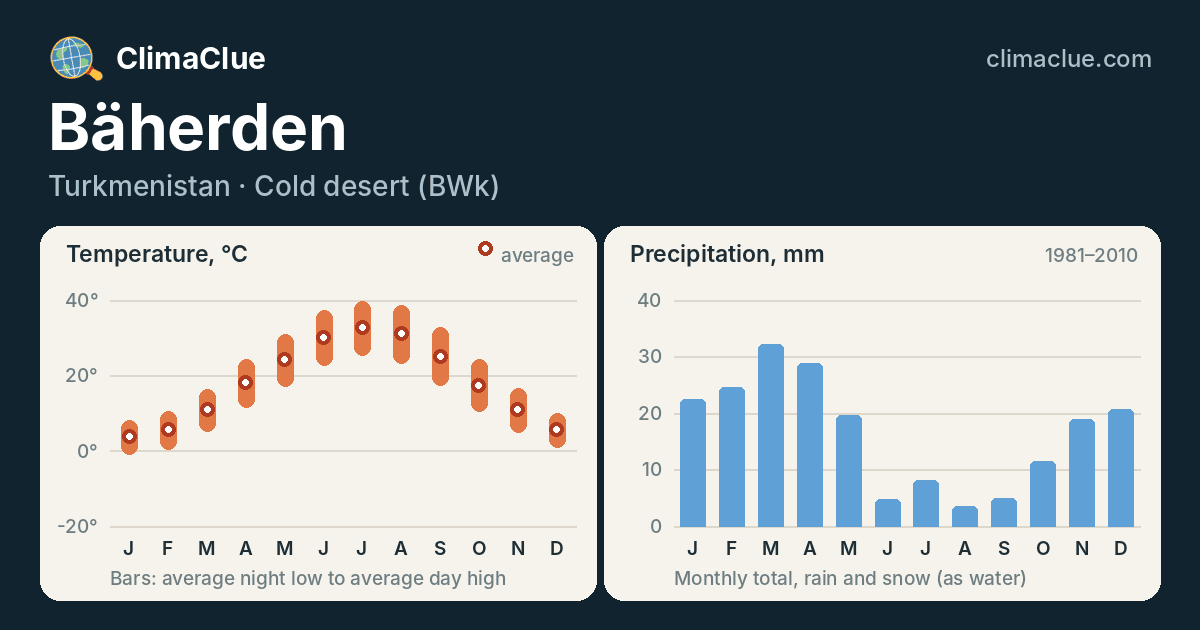 ClimaClue
climaclue.com
Bäherden
Turkmenistan · Cold desert (BWk)
Temperature, °C
average
40°
20°
0°
-20°
J F M A M J J A S O N D
Bars: average night low to average day high
Precipitation, mm
1981–2010
40
30
20
10
0
J F M A M J J A S O N D
Monthly total, rain and snow (as water)